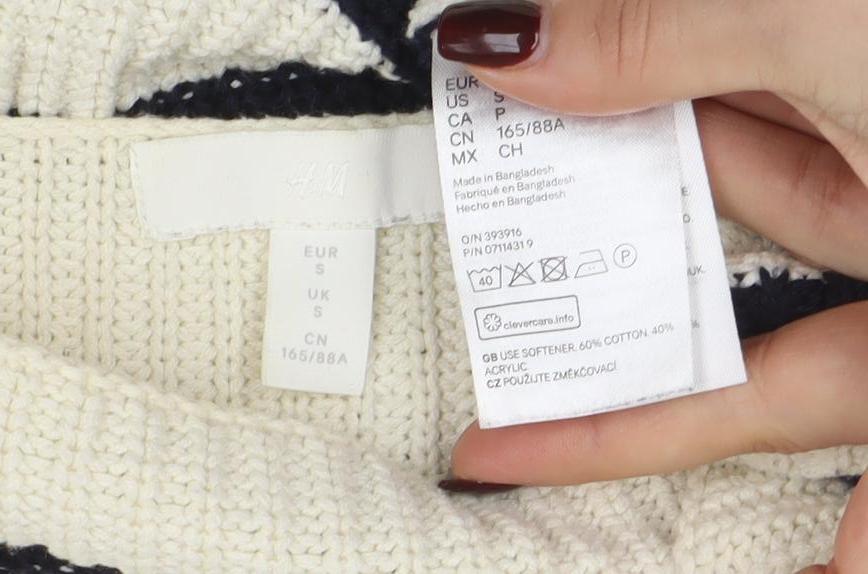 H&M
EUR
S
UK
S
CN
165/88A
EUR
US S
CA P
CN 165/88A
MX CH
Made in Bangladesh
Fabriqué en Bangladesh
Hecho en Bangladesh
O/N 393916
P/N 07114319
40
P
clevercare.info
GB USE SOFTENER. 60% COTTON. 40%
ACRYLIC
CZ POUŽIJTE ZMĚKČOVACÍ
E
D.
UK.
%